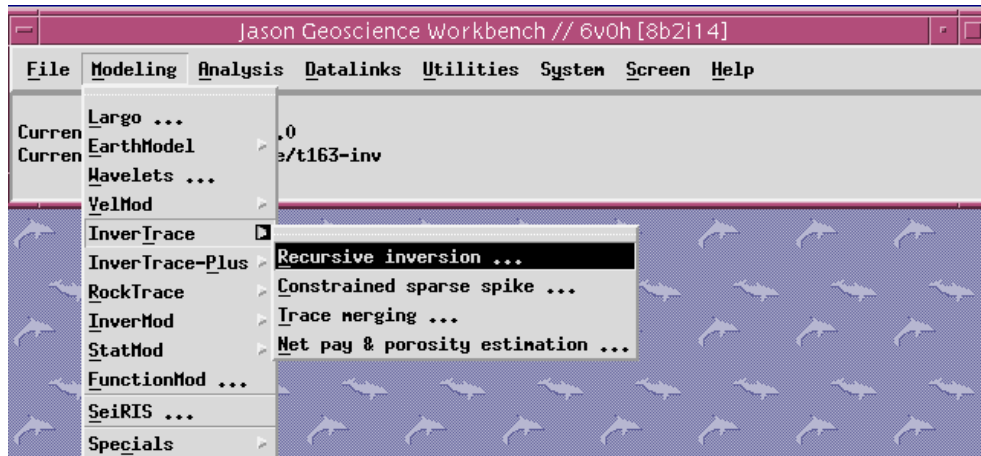 Jason Geoscience Workbench // 6v0h [8b2i14]
File Modeling Analysis Datalinks Utilities System Screen Help
Curren
.0
Curren
e/t163-inv
Largo ...
EarthModel
Wavelets ...
VelMod
InverTrace
InverTrace-Plus
RockTrace
InverMod
StatMod
FunctionMod ...
SeiRIS ...
Specials
Recursive inversion ...
Constrained sparse spike ...
Trace merging ...
Net pay & porosity estimation ...